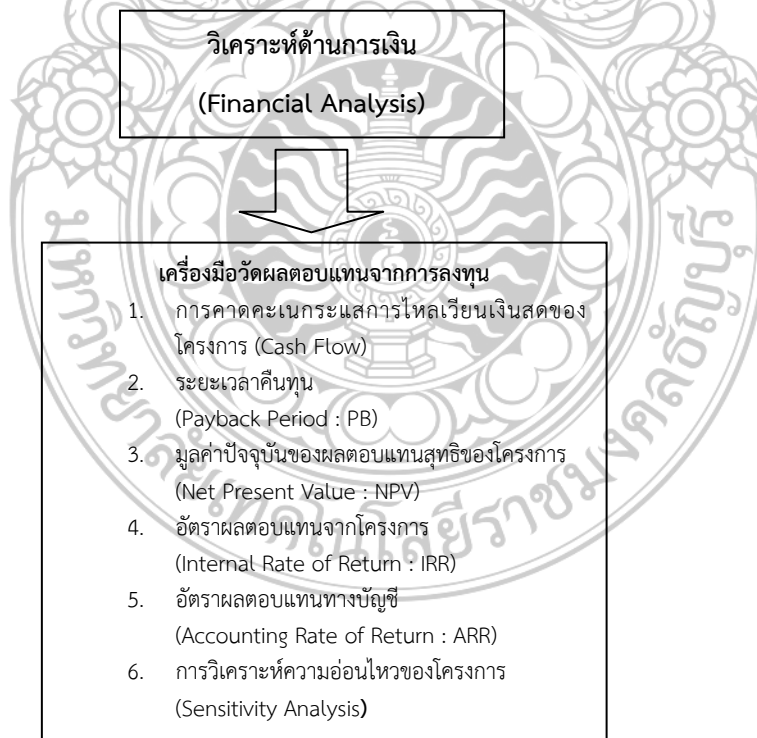 วิเคราะห์ด้านการเงิน
(Financial Analysis)
เครื่องมือวัดผลตอบแทนจากการลงทุน
1. การคาดคะเนกระแสการไหลเวียนเงินสดของ
โครงการ (Cash Flow)
2. ระยะเวลาคืนทุน
(Payback Period : PB)
3. มูลค่าปัจจุบันของผลตอบแทนสุทธิของโครงการ
(Net Present Value : NPV)
4. อัตราผลตอบแทนจากโครงการ
(Internal Rate of Return : IRR)
5. อัตราผลตอบแทนทางบัญชี
(Accounting Rate of Return : ARR)
6. การวิเคราะห์ความอ่อนไหวของโครงการ
(Sensitivity Analysis)